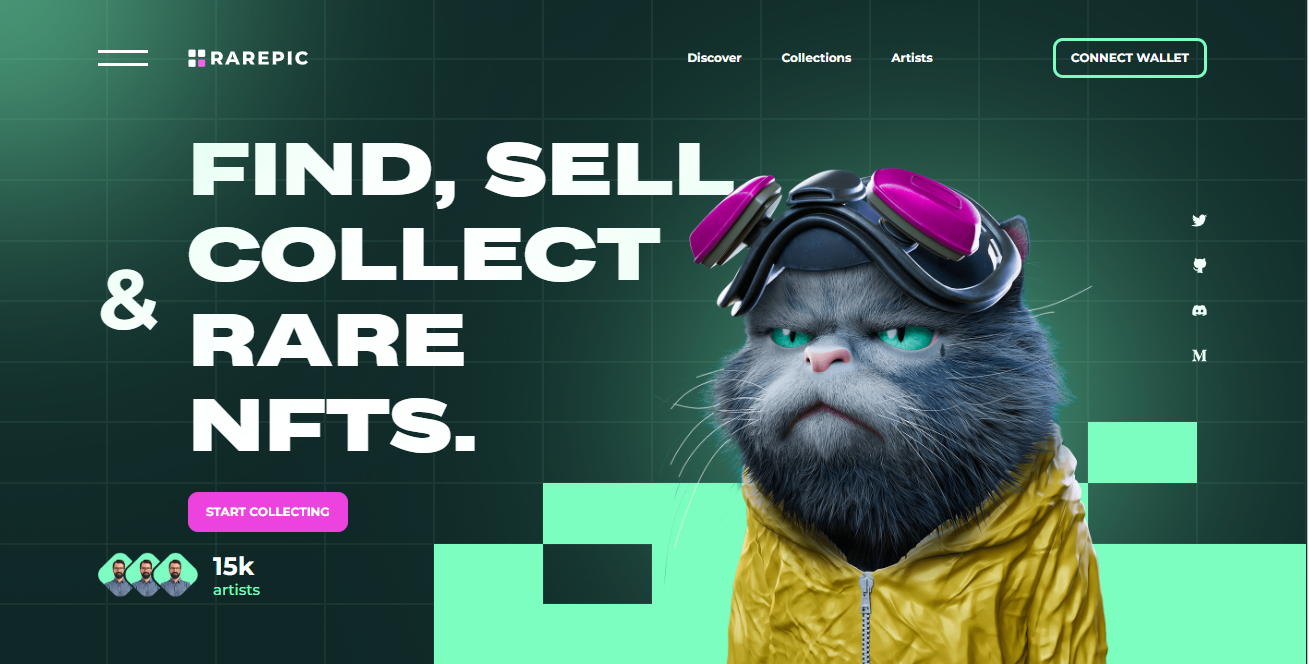 RAREPIC
Discover
Collections
Artists
CONNECT WALLET
FIND, SELL
COLLECT
&
RARE
NFTS.
START COLLECTING
15k
artists
M